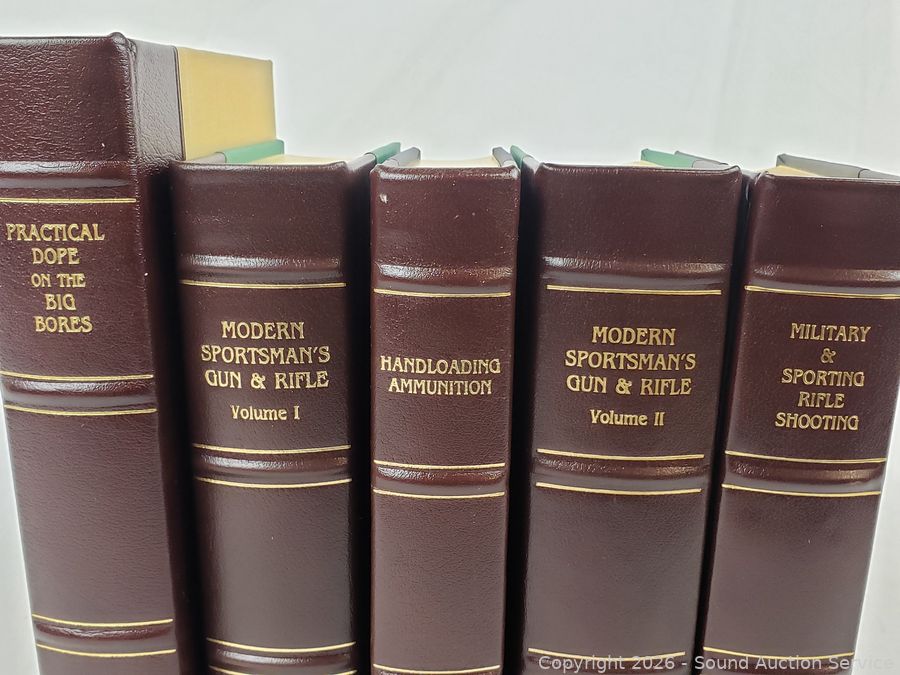 PRACTICAL
DOPE
ON THE
BIG
BORES
MODERN
SPORTSMAN'S
GUN & RIFLE
Volume I
HANDLOADING
AMMUNITION
MODERN
SPORTSMAN'S
GUN & RIFLE
Volume II
MILITARY
&
SPORTING
RIFLE
SHOOTING
Copyright 2026 - Sound Auction Service